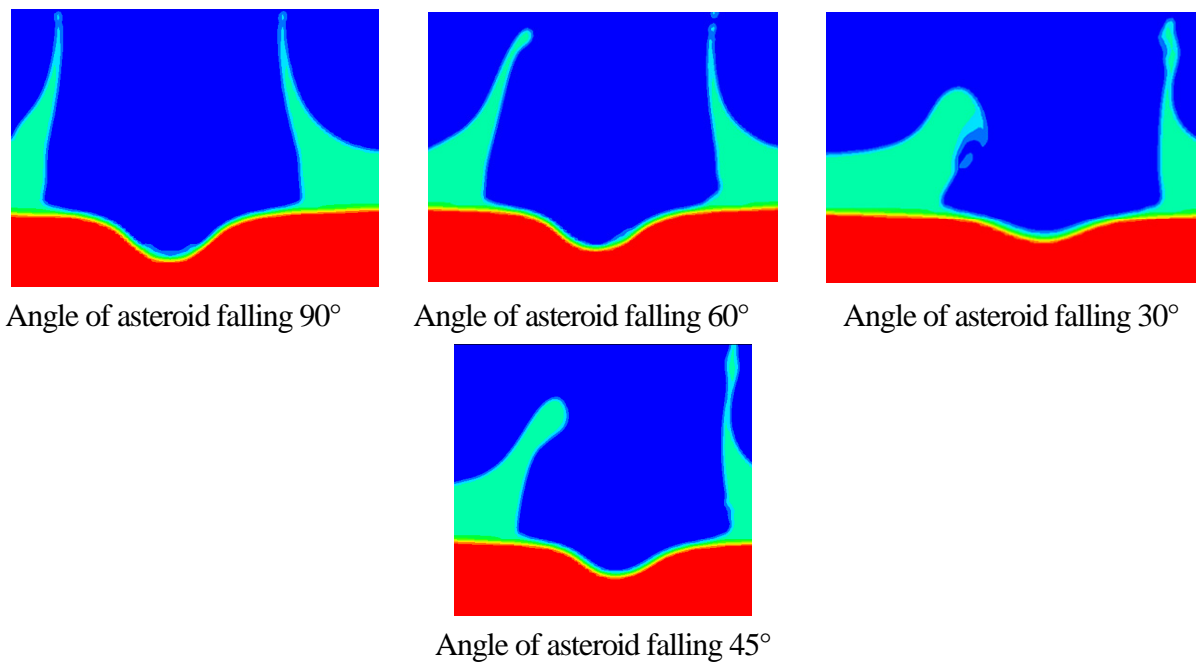 Angle of asteroid falling 90°
Angle of asteroid falling 60°
Angle of asteroid falling 30°
Angle of asteroid falling 45°